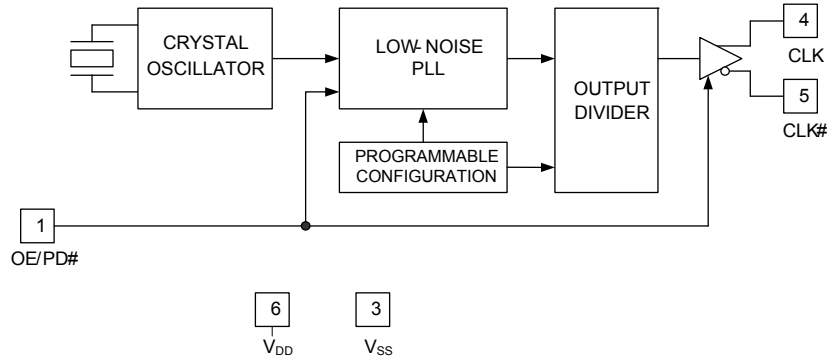 CRYSTAL
OSCILLATOR
LOW-NOISE
PLL
OUTPUT
DIVIDER
PROGRAMMABLE
CONFIGURATION
4
CLK
5
CLK#
1
OE/PD#
6
VDD
3
VSS